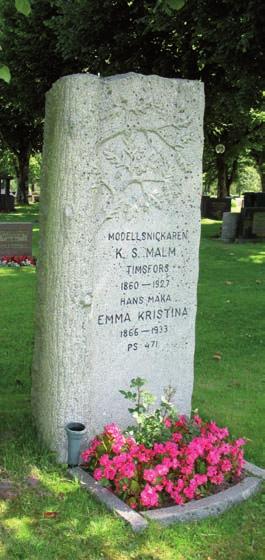 MODELLSNICKAREN
K. S. MALM
TIMSFORS
1860–1927
HANS MAKA
EMMA KRISTINA
1866–1933
PS 471